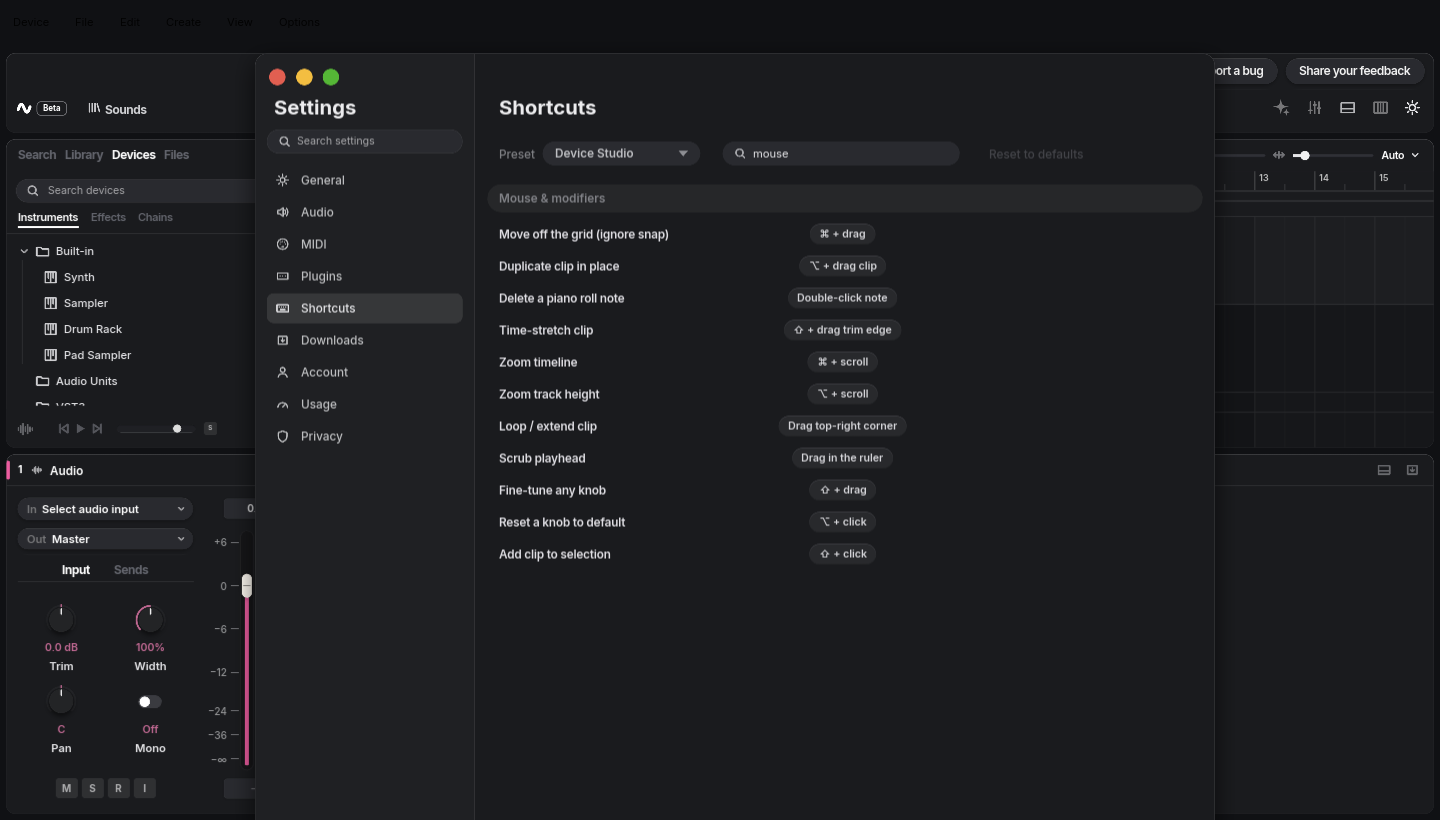 Device File Edit Create View Options
ort a bug Share your feedback
Beta Sounds
Search Library Devices Files
Search devices
Instruments Effects Chains
Built-in
Synth
Sampler
Drum Rack
Pad Sampler
Audio Units
VST3
S
1 Audio
In Select audio input
0.
Out Master
Input Sends
+6
0
−6
−12
−24
−36
−∞
0.0 dB 100%
Trim Width
C Off
Pan Mono
M S R I
Settings
Search settings
General
Audio
MIDI
Plugins
Shortcuts
Downloads
Account
Usage
Privacy
Shortcuts
Preset Device Studio mouse Reset to defaults
Mouse & modifiers
Move off the grid (ignore snap) ⌘ + drag
Duplicate clip in place ⌥ + drag clip
Delete a piano roll note Double-click note
Time-stretch clip ⇧ + drag trim edge
Zoom timeline ⌘ + scroll
Zoom track height ⌥ + scroll
Loop / extend clip Drag top-right corner
Scrub playhead Drag in the ruler
Fine-tune any knob ⇧ + drag
Reset a knob to default ⌥ + click
Add clip to selection ⇧ + click
Auto
13 14 15